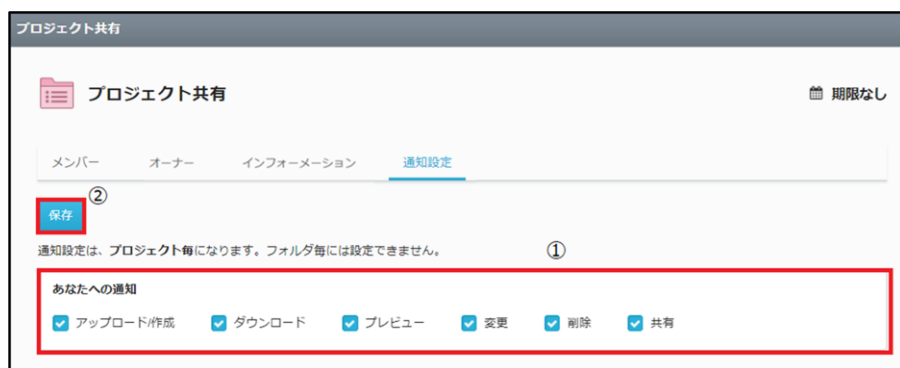 プロジェクト共有
プロジェクト共有
期限なし
メンバー オーナー インフォーメーション 通知設定
②
保存
通知設定は、プロジェクト毎になります。フォルダ毎には設定できません。
①
あなたへの通知
アップロード/作成 ダウンロード プレビュー 変更 削除 共有